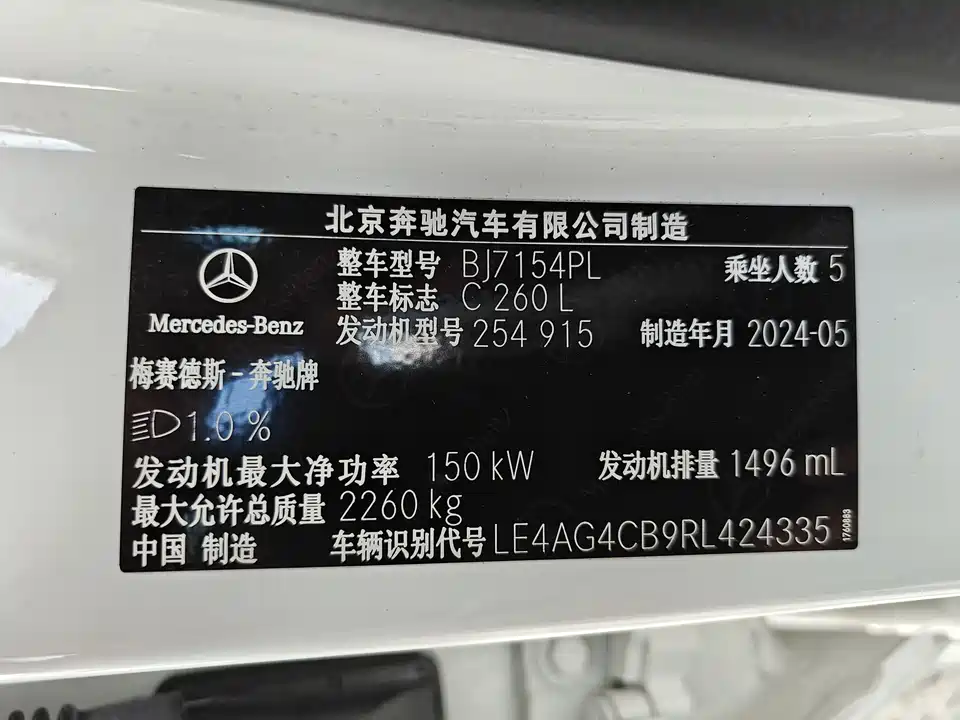 北京奔驰汽车有限公司制造
整车型号 BJ7154PL 乘坐人数 5
整车标志 C 260 L
Mercedes-Benz
发动机型号 254 915 制造年月 2024-05
梅赛德斯-奔驰牌
1.0 %
发动机最大净功率 150 kW 发动机排量 1496 mL
最大允许总质量 2260 kg
中国 制造 车辆识别代号 LE4AG4CB9RL424335
1760883